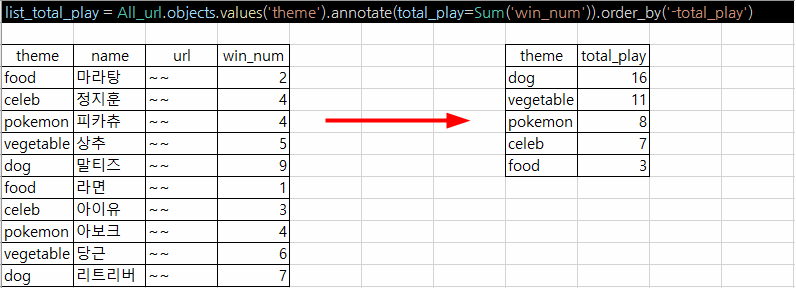 list_total_play = All_url.objects.values('theme').annotate(total_play=Sum('win_num')).order_by('-total_play')
theme name url win_num theme total_play
food 마라탕 ~~ 2 dog 16
celeb 정지훈 ~~ 4 vegetable 11
pokemon 피카츄 ~~ 4 pokemon 8
vegetable 상추 ~~ 5 celeb 7
dog 말티즈 ~~ 9 food 3
food 라면 ~~ 1
celeb 아이유 ~~ 3
pokemon 아보크 ~~ 4
vegetable 당근 ~~ 6
dog 리트리버 ~~ 7